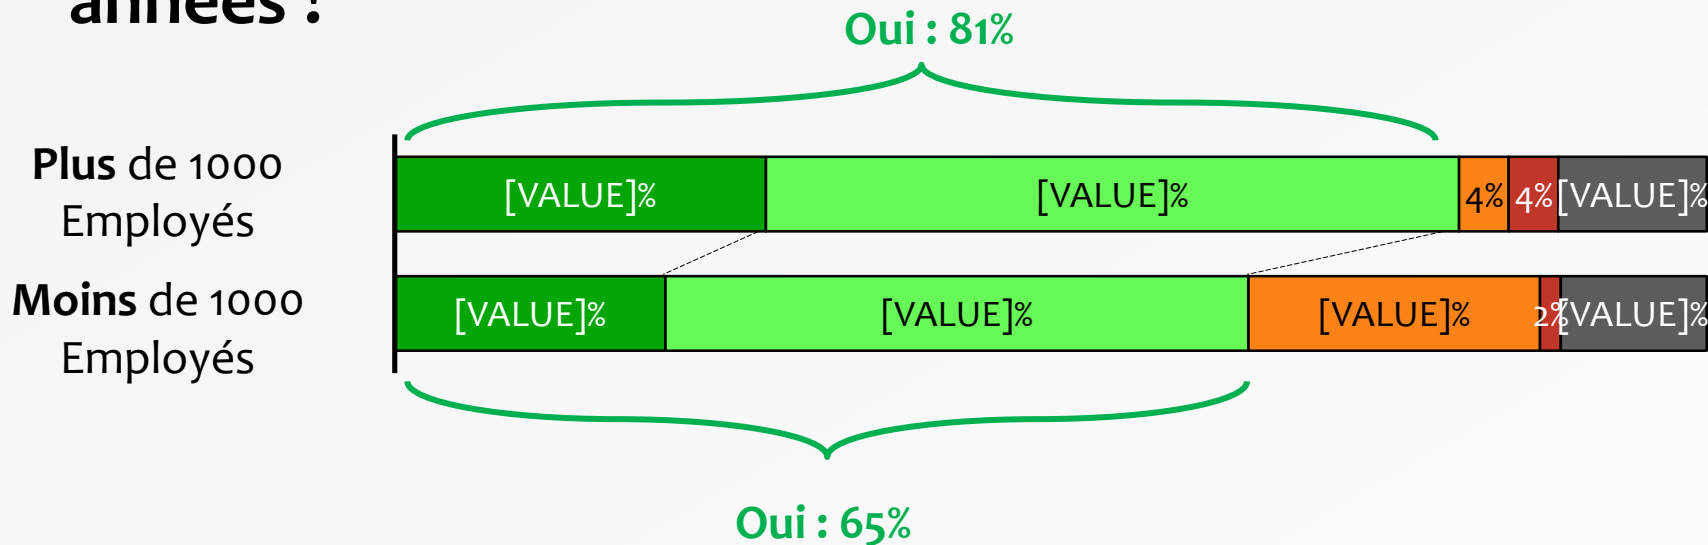 années ?
Oui : 81%
Plus de 1000
Employés
[VALUE]% [VALUE]% 4% 4% [VALUE]%
Moins de 1000
Employés
[VALUE]% [VALUE]% [VALUE]% 2% [VALUE]%
Oui : 65%